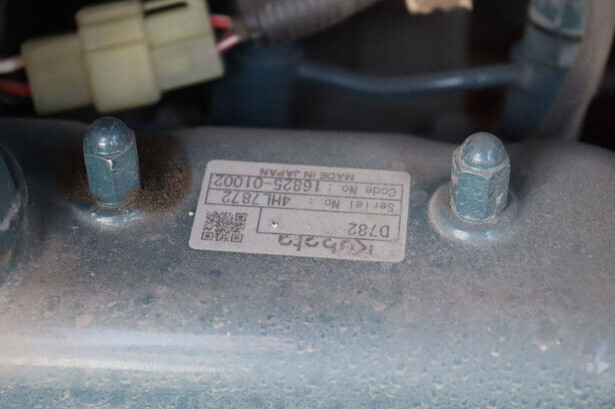 Kubota
D782
Serial No : 4HL7872
Code No. : 16825-01002
MADE IN JAPAN